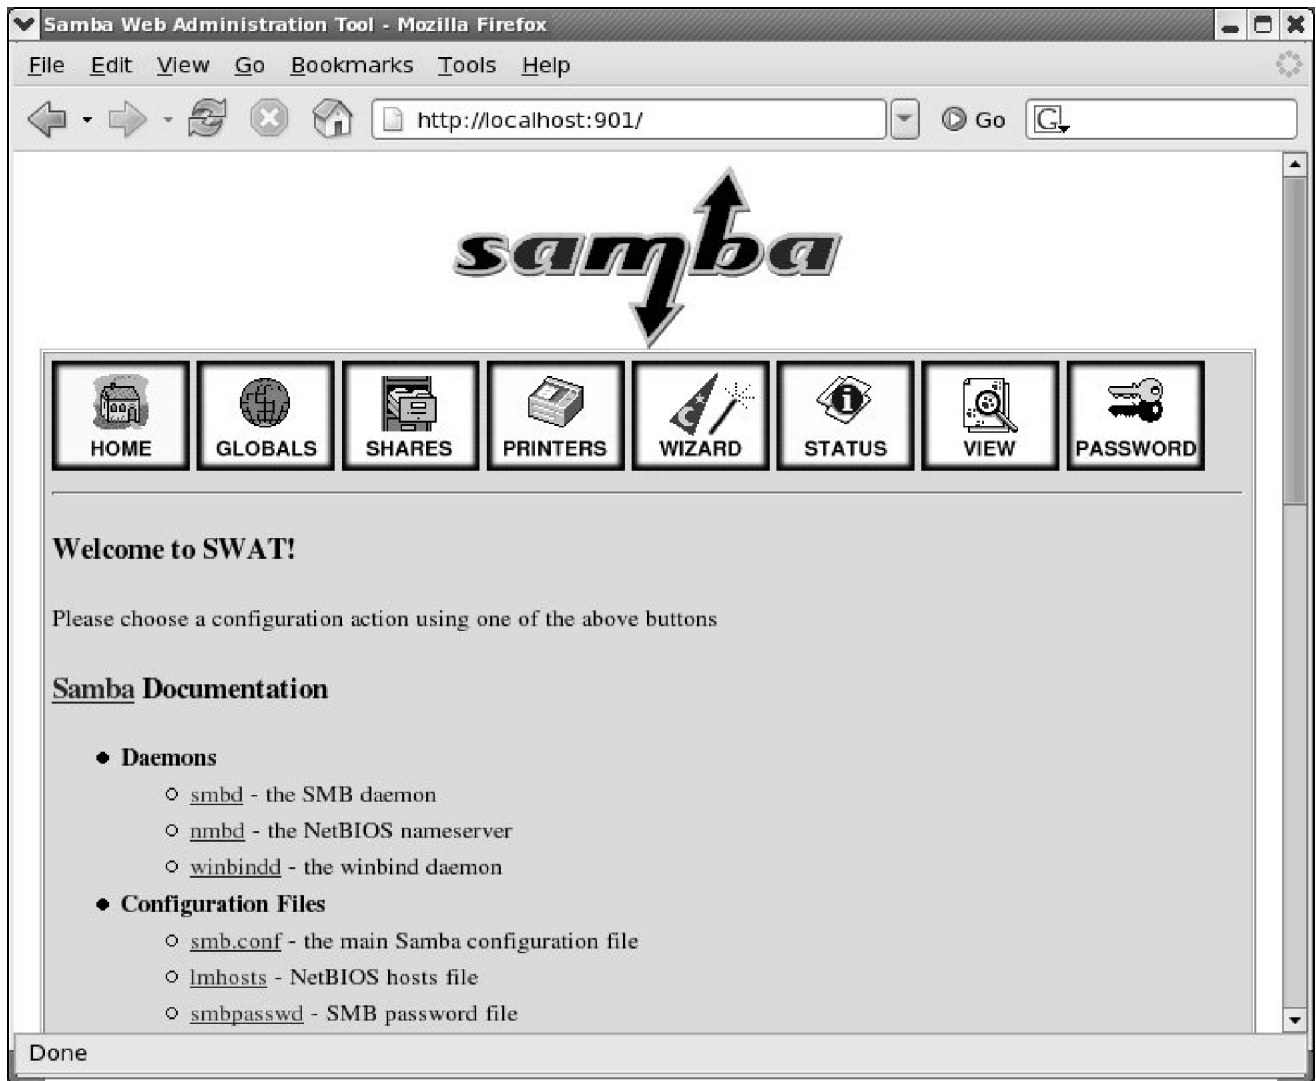 Samba Web Administration Tool - Mozilla Firefox
File Edit View Go Bookmarks Tools Help
http://localhost:901/ Go G
samba
HOME GLOBALS SHARES PRINTERS WIZARD STATUS VIEW PASSWORD
Welcome to SWAT!
Please choose a configuration action using one of the above buttons
Samba Documentation
Daemons
smbd - the SMB daemon
nmbd - the NetBIOS nameserver
winbindd - the winbind daemon
Configuration Files
smb.conf - the main Samba configuration file
lmhosts - NetBIOS hosts file
smbpasswd - SMB password file
Done